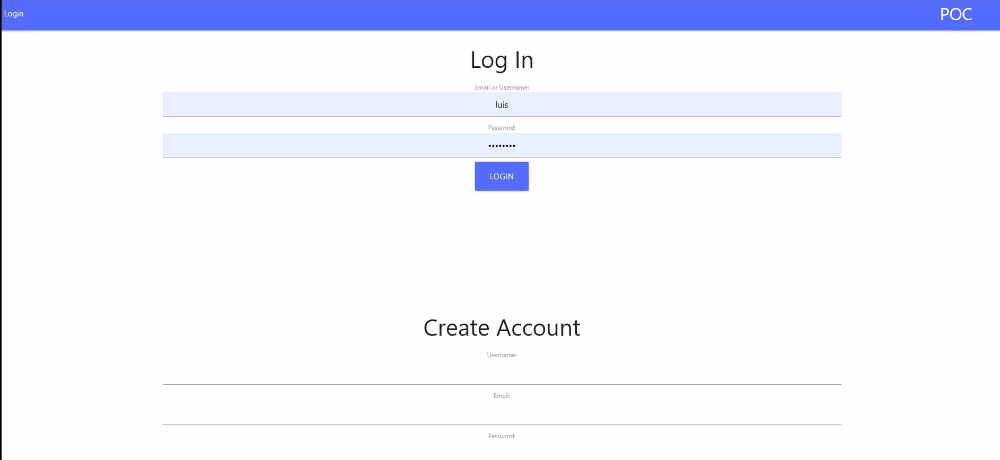 Login
POC
Log In
Email or Username:
luis
Password:
••••••••
LOGIN
Create Account
Username:
Email:
Password: